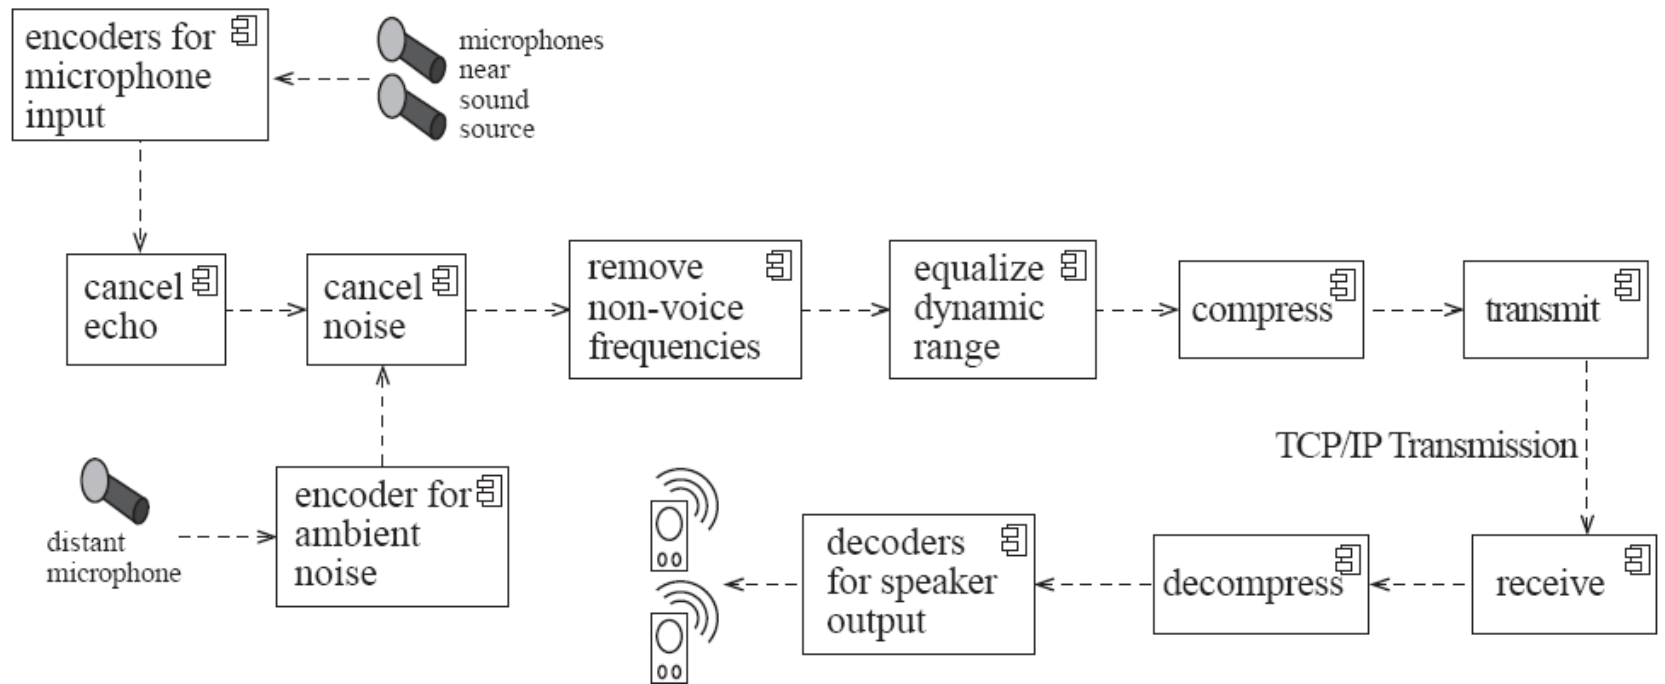 encoders for
microphone
input
microphones
near
sound
source
cancel
echo
cancel
noise
remove
non-voice
frequencies
equalize
dynamic
range
compress
transmit
TCP/IP Transmission
distant
microphone
encoder for
ambient
noise
decoders
for speaker
output
decompress
receive